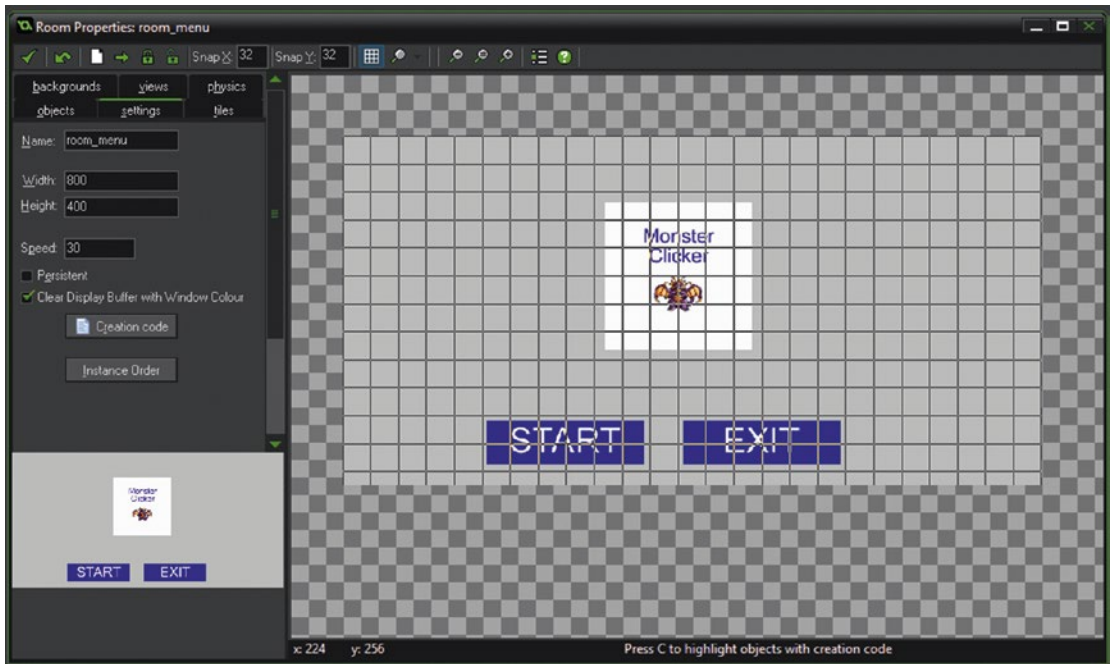 Room Properties: room_menu
Snap X: 32 Snap Y: 32
backgrounds views physics
objects settings tiles
Name: room_menu
Width: 800
Height: 400
Speed: 30
Persistent
Clear Display Buffer with Window Colour
Creation code
Instance Order
Monster
Clicker
START EXIT
Monster
Clicker
START EXIT
x: 224 y: 256 Press C to highlight objects with creation code